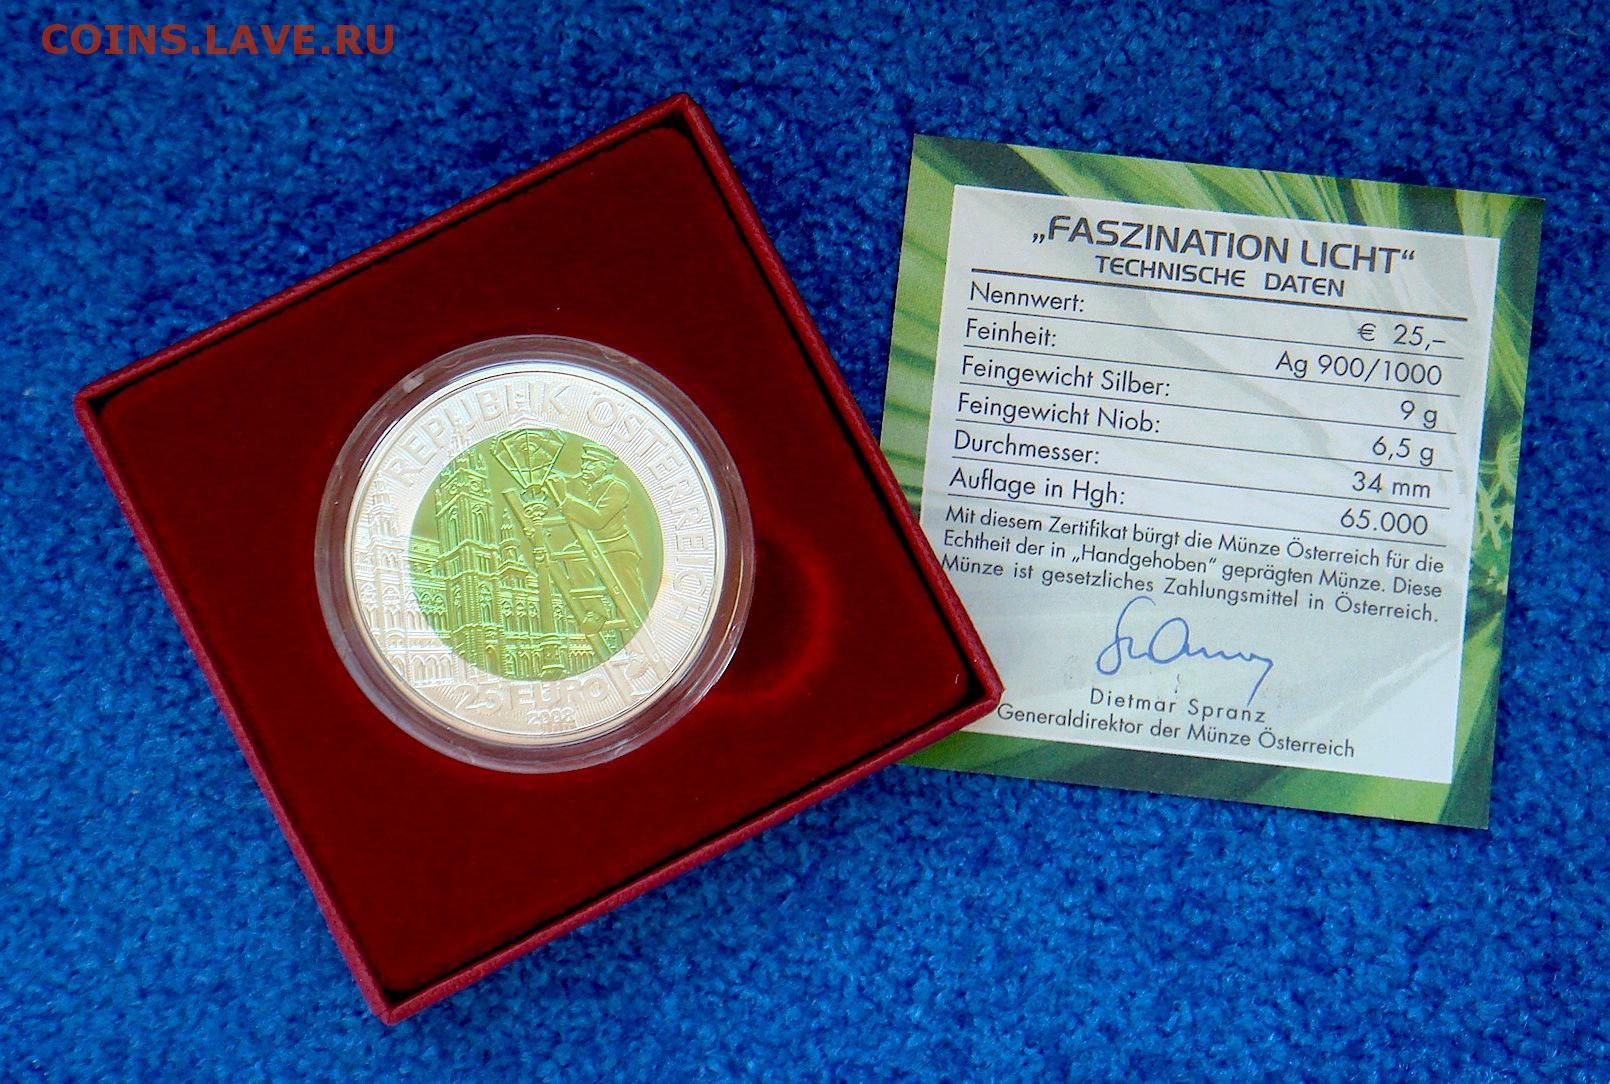 COINS.LAVE.RU
REPUBLIK ÖSTERREICH
25 EURO
2008
„FASZINATION LICHT“
TECHNISCHE DATEN
Nennwert: € 25,–
Feinheit: Ag 900/1000
Feingewicht Silber: 9 g
Feingewicht Niob: 6,5 g
Durchmesser: 34 mm
Auflage in Hgh: 65.000
Mit diesem Zertifikat bürgt die Münze Österreich für die
Echtheit der in „Handgehoben“ geprägten Münze. Diese
Münze ist gesetzliches Zahlungsmittel in Österreich.
Dietmar Spranz
Generaldirektor der Münze Österreich